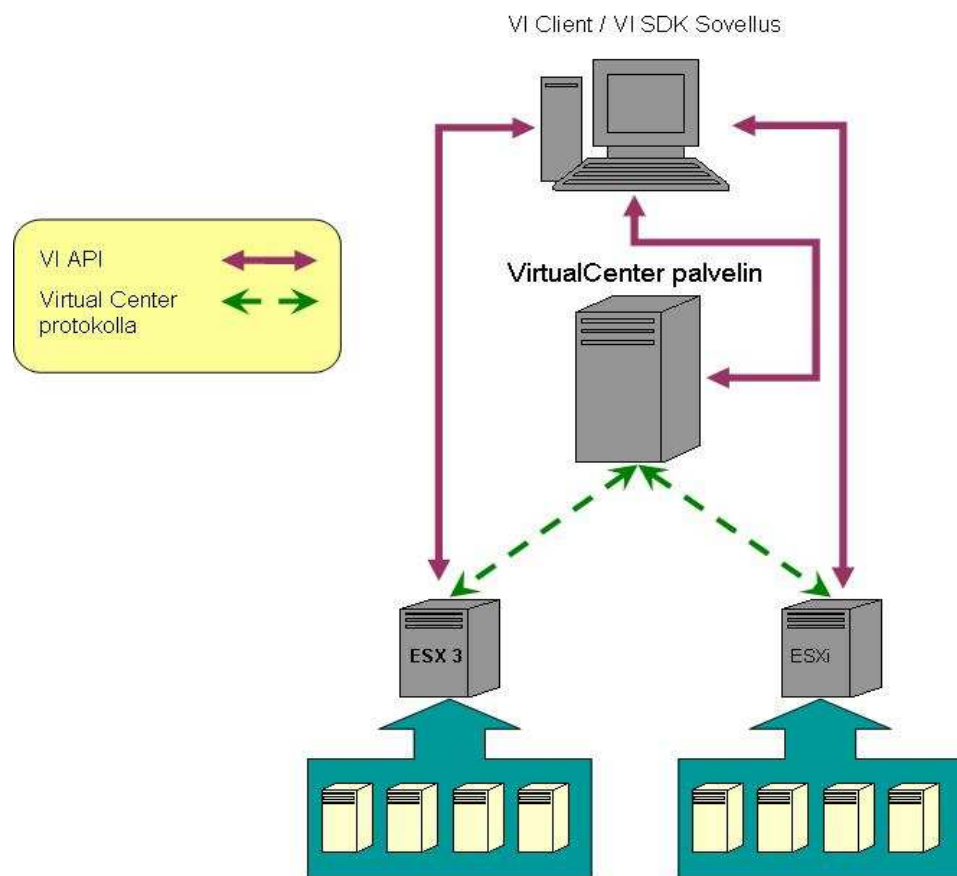 VI Client / VI SDK Sovellus
VI API
Virtual Center
protokolla
VirtualCenter palvelin
ESX 3
ESXi